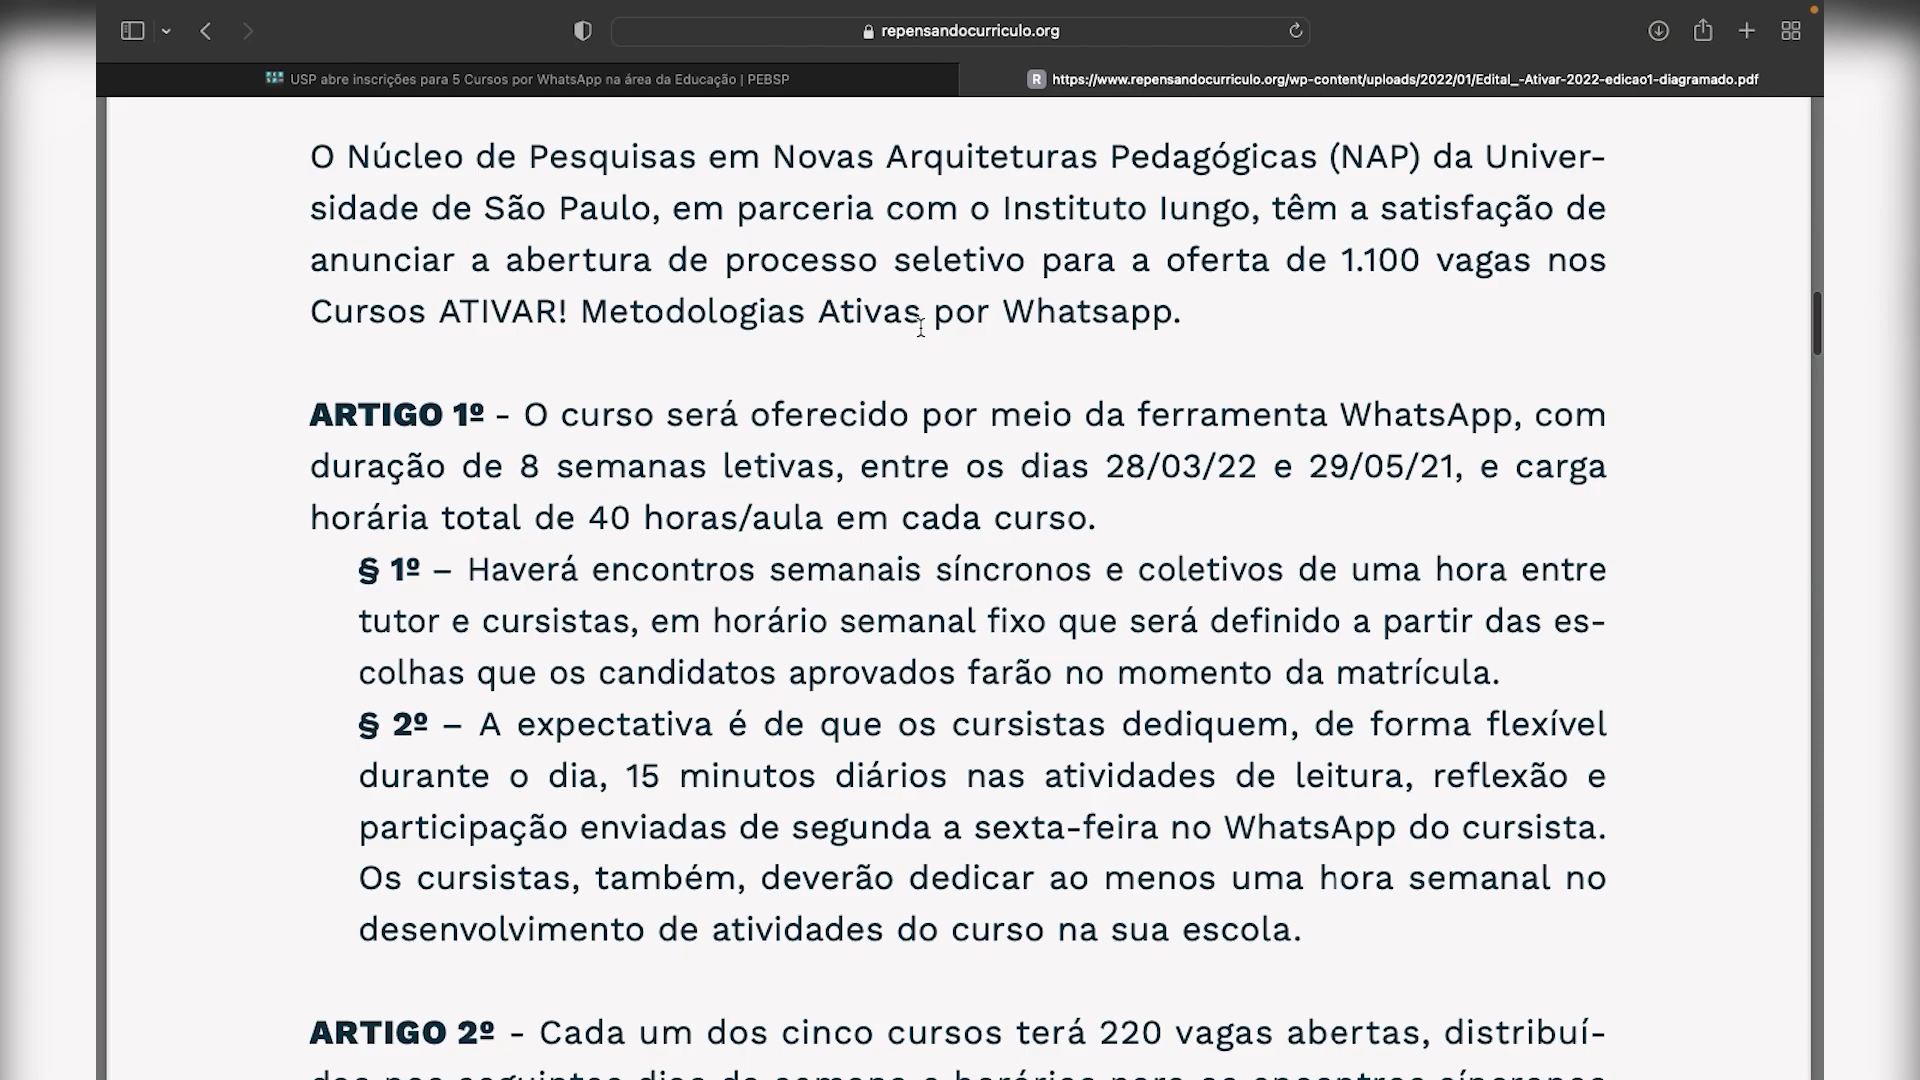 repensandocurriculo.org
USP abre inscrições para 5 Cursos por WhatsApp na área da Educação | PEBSP
R https://www.repensandocurriculo.org/wp-content/uploads/2022/01/Edital_-Ativar-2022-edicao1-diagramado.pdf
O Núcleo de Pesquisas em Novas Arquiteturas Pedagógicas (NAP) da Univer-
sidade de São Paulo, em parceria com o Instituto Iungo, têm a satisfação de
anunciar a abertura de processo seletivo para a oferta de 1.100 vagas nos
Cursos ATIVAR! Metodologias Ativas por Whatsapp.
ARTIGO 1º - O curso será oferecido por meio da ferramenta WhatsApp, com
duração de 8 semanas letivas, entre os dias 28/03/22 e 29/05/21, e carga
horária total de 40 horas/aula em cada curso.
§ 1º – Haverá encontros semanais síncronos e coletivos de uma hora entre
tutor e cursistas, em horário semanal fixo que será definido a partir das es-
colhas que os candidatos aprovados farão no momento da matrícula.
§ 2º – A expectativa é de que os cursistas dediquem, de forma flexível
durante o dia, 15 minutos diários nas atividades de leitura, reflexão e
participação enviadas de segunda a sexta-feira no WhatsApp do cursista.
Os cursistas, também, deverão dedicar ao menos uma hora semanal no
desenvolvimento de atividades do curso na sua escola.
ARTIGO 2º - Cada um dos cinco cursos terá 220 vagas abertas, distribuí-